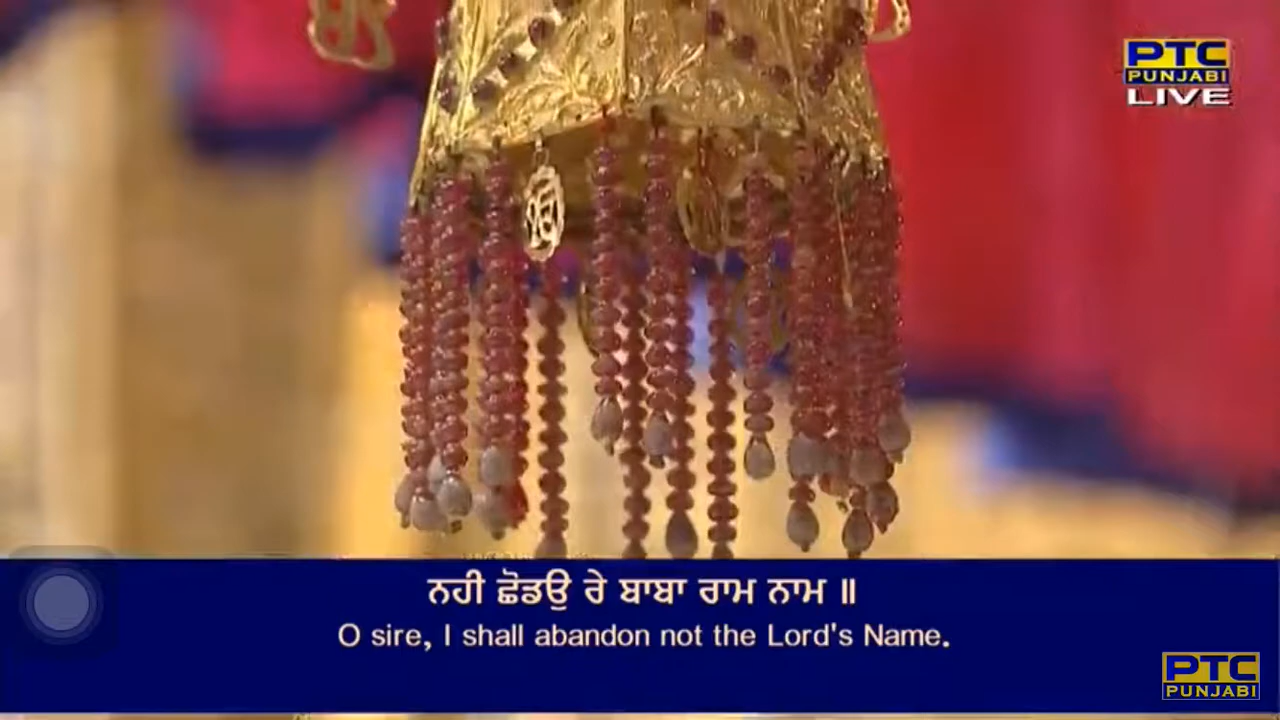 PTC
PUNJABI
LIVE
ੴ
ਨਹੀ ਛੋਡਉ ਰੇ ਬਾਬਾ ਰਾਮ ਨਾਮ ॥
O sire, I shall abandon not the Lord's Name.
PTC
PUNJABI